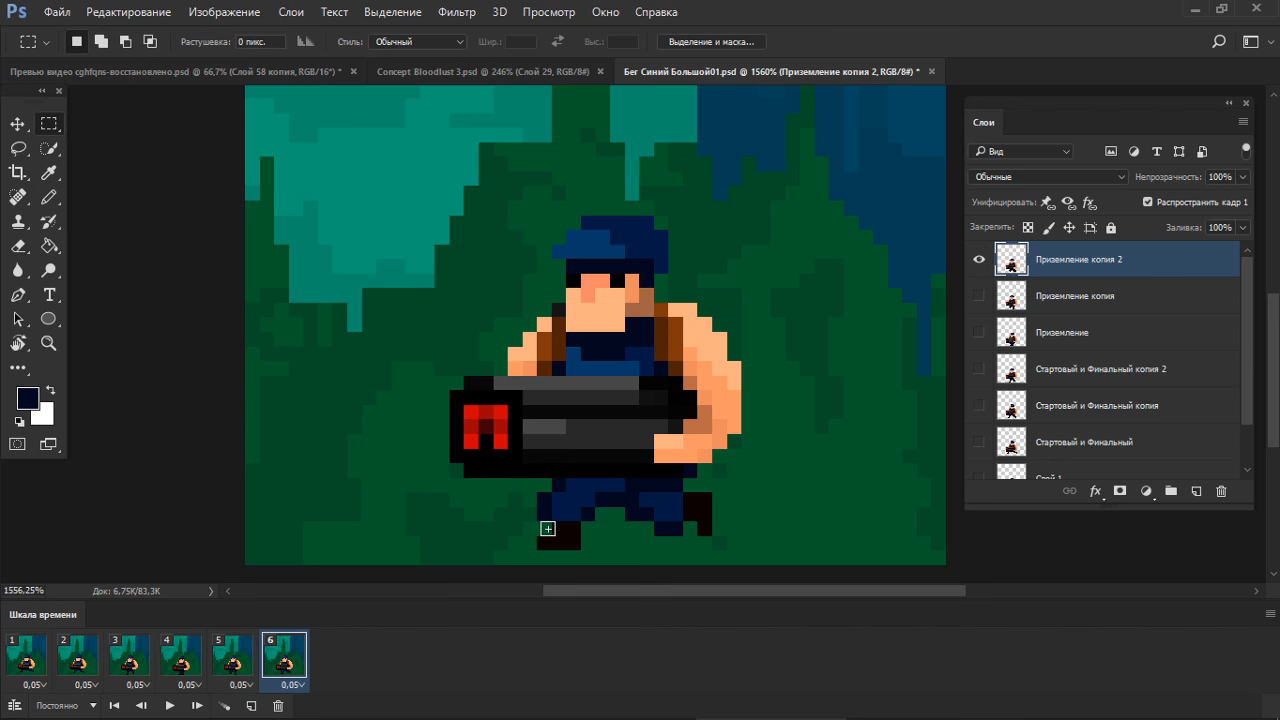 Ps Файл Редактирование Изображение Слои Текст Выделение Фильтр 3D Просмотр Окно Справка
Растушевка: 0 пикс. Стиль: Обычный Шир.: Выс.: Выделение и маска...
Превью видео cghfqns-восстановлено.psd @ 66,7% (Слой 58 копия, RGB/16*) * Concept Bloodlust 3.psd @ 246% (Слой 29, RGB/8#) Бег Синий Большой01.psd @ 1560% (Приземление копия 2, RGB/8#) *
Слои
Вид
Обычные Непрозрачность: 100%
Унифицировать: Распространить кадр 1
Закрепить: Заливка: 100%
Приземление копия 2
Приземление копия
Приземление
Стартовый и Финальный копия 2
Стартовый и Финальный копия
Стартовый и Финальный
Слой 1
fx
1556,25% Док: 6,75K/83,3K
Шкала времени
1 2 3 4 5 6
0,05 0,05 0,05 0,05 0,05 0,05
Постоянно